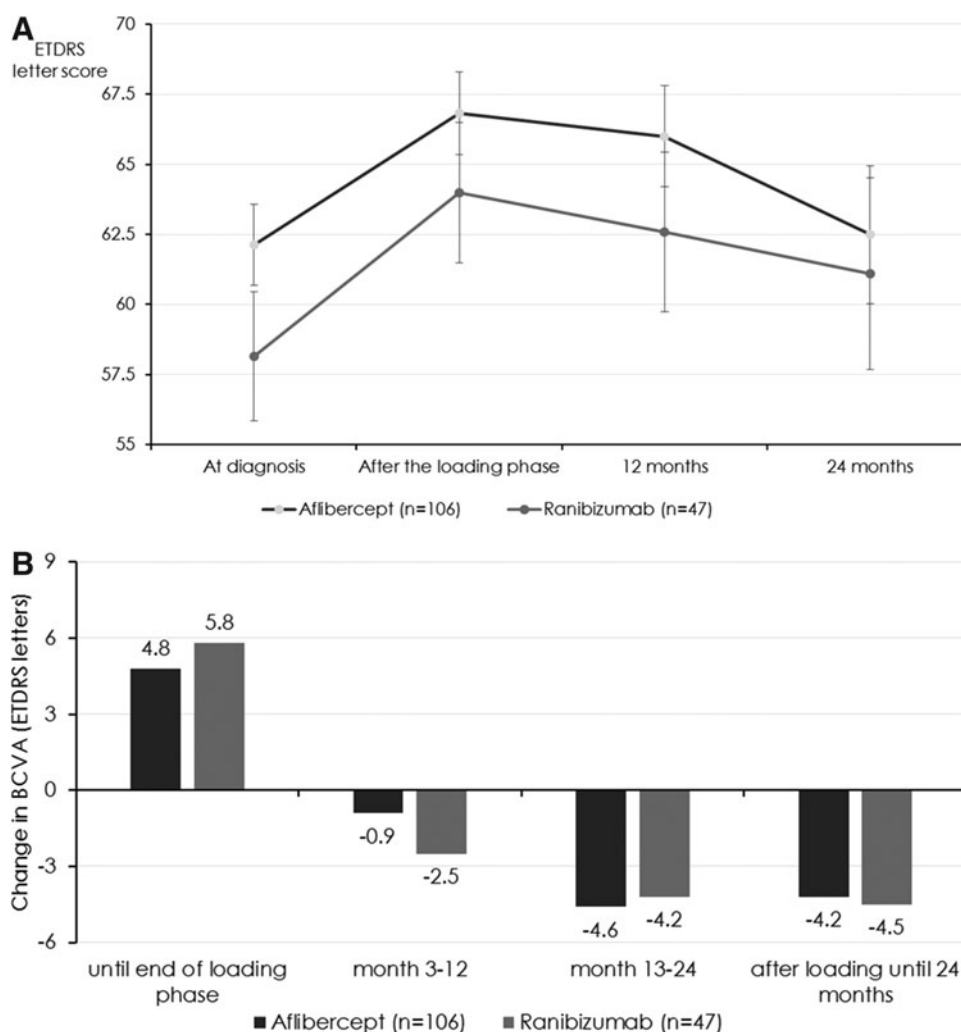 A
ETDRS
letter score
70
67.5
65
62.5
60
57.5
55
At diagnosis
After the loading phase
12 months
24 months
Aflibercept (n=106)
Ranibizumab (n=47)
B
Change in BCVA (ETDRS letters)
9
6
3
0
-3
-6
4.8
5.8
-0.9
-2.5
-4.6
-4.2
-4.2
-4.5
until end of loading
phase
month 3-12
month 13-24
after loading until 24
months
Aflibercept (n=106)
Ranibizumab (n=47)